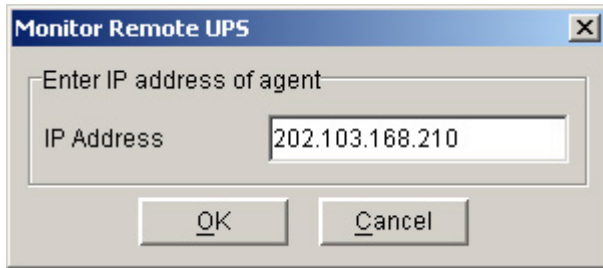 Monitor Remote UPS
Enter IP address of agent
IP Address 202.103.168.210
OK Cancel